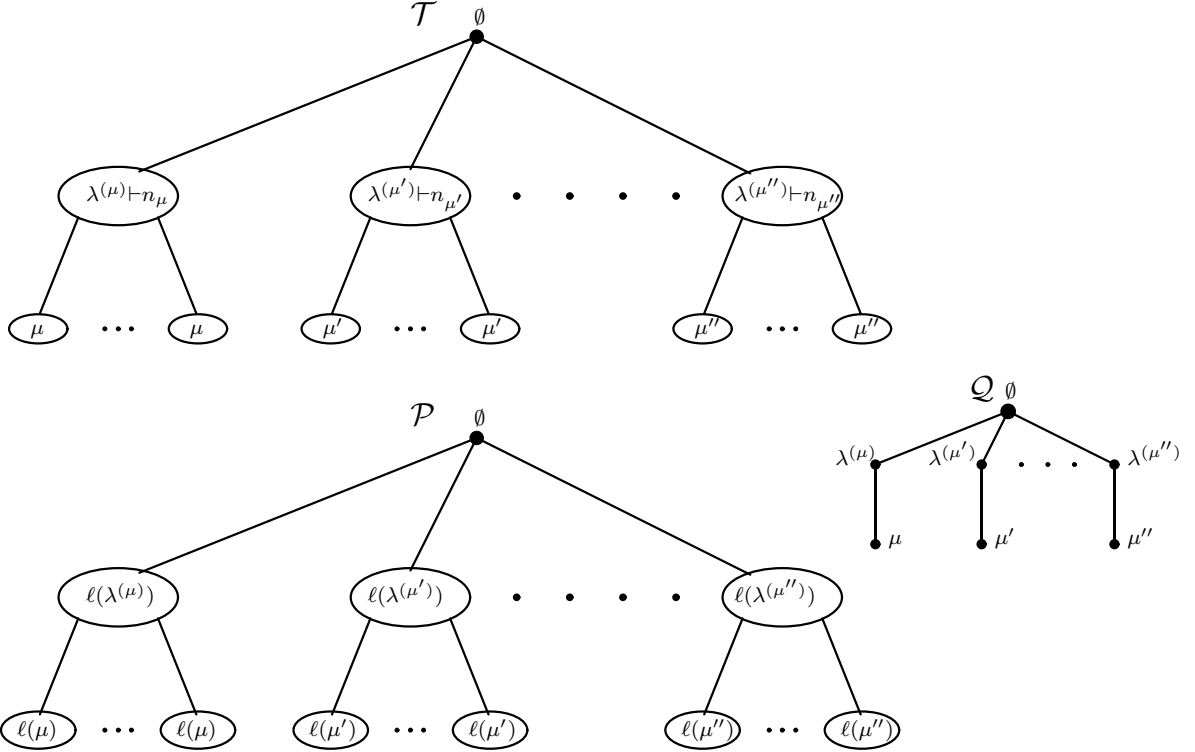 𝒯 ∅
λ^(μ)⊢n_μ λ^(μ′)⊢n_μ′ · · · · λ^(μ′′)⊢n_μ′′
μ ··· μ μ′ ··· μ′ μ′′ ··· μ′′
𝒫 ∅
ℓ(λ^(μ)) ℓ(λ^(μ′)) · · · · ℓ(λ^(μ′′))
ℓ(μ) ··· ℓ(μ) ℓ(μ′) ··· ℓ(μ′) ℓ(μ′′) ··· ℓ(μ′′)
𝒬 ∅
λ^(μ) λ^(μ′) · · · λ^(μ′′)
μ μ′ μ′′